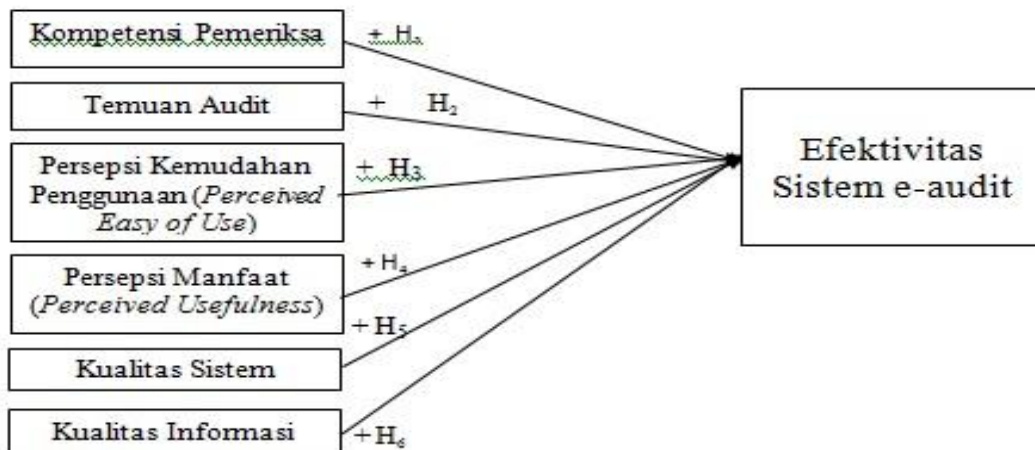 Kompetensi Pemeriksa
+
Temuan Audit
+ H₂
Persepsi Kemudahan
Penggunaan (Perceived
Easy of Use)
+ H₃
Persepsi Manfaat
(Perceived Usefulness)
+ H₄
Kualitas Sistem
+ H₅
Kualitas Informasi
+ H₆
Efektivitas
Sistem e-audit